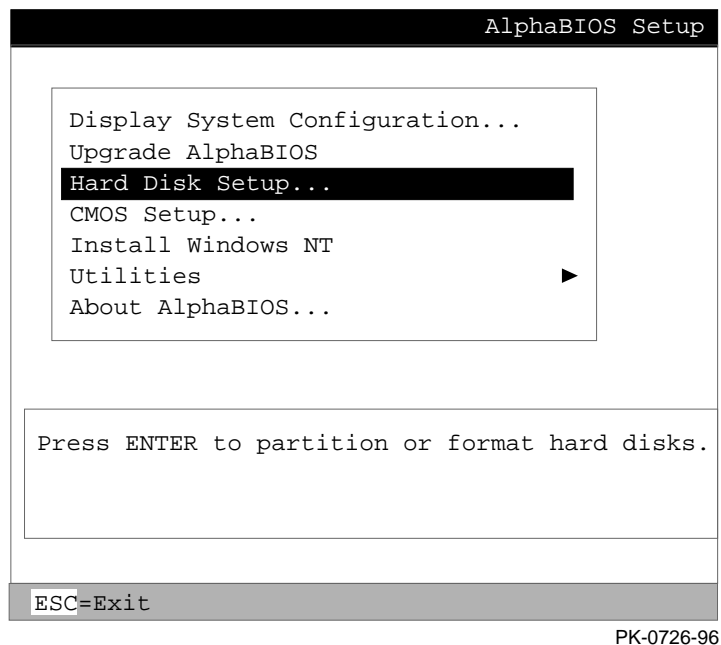 AlphaBIOS Setup
Display System Configuration...
Upgrade AlphaBIOS
Hard Disk Setup...
CMOS Setup...
Install Windows NT
Utilities
About AlphaBIOS...
Press ENTER to partition or format hard disks.
ESC=Exit
PK-0726-96